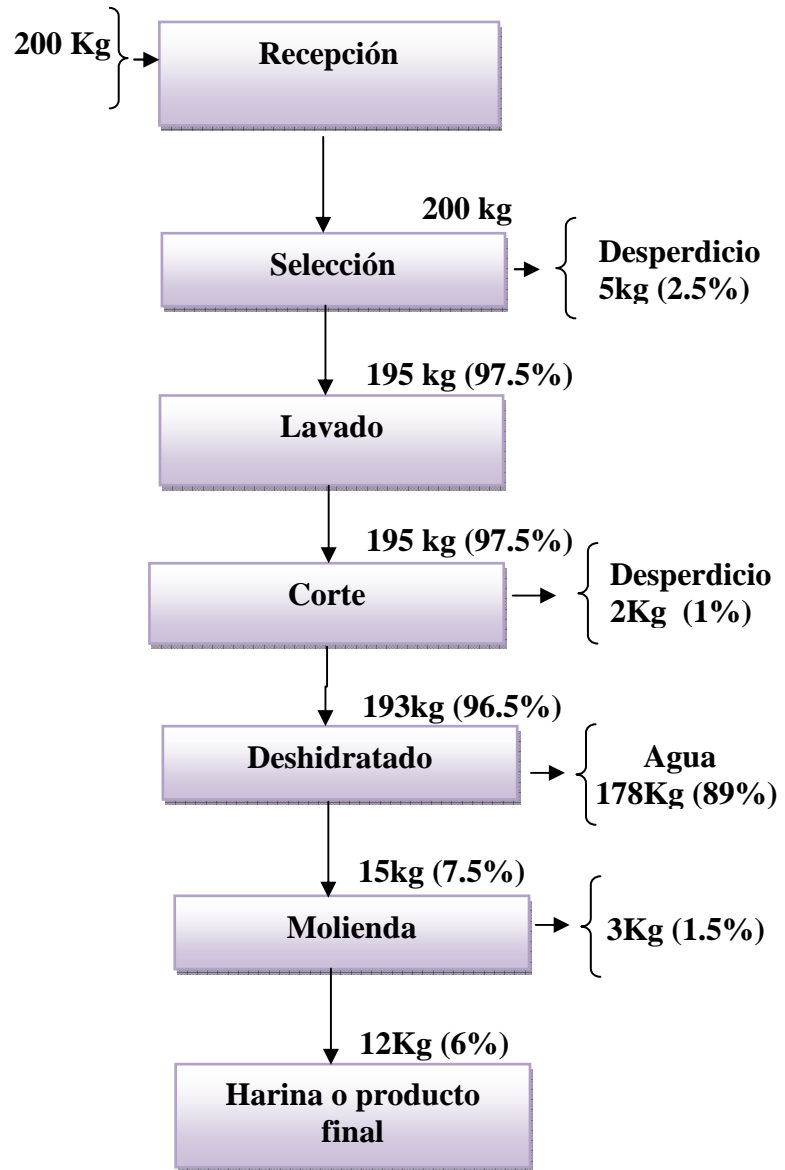 200 Kg
Recepción
200 kg
Selección
Desperdicio
5kg (2.5%)
195 kg (97.5%)
Lavado
195 kg (97.5%)
Corte
Desperdicio
2Kg (1%)
193kg (96.5%)
Deshidratado
Agua
178Kg (89%)
15kg (7.5%)
Molienda
3Kg (1.5%)
12Kg (6%)
Harina o producto
final